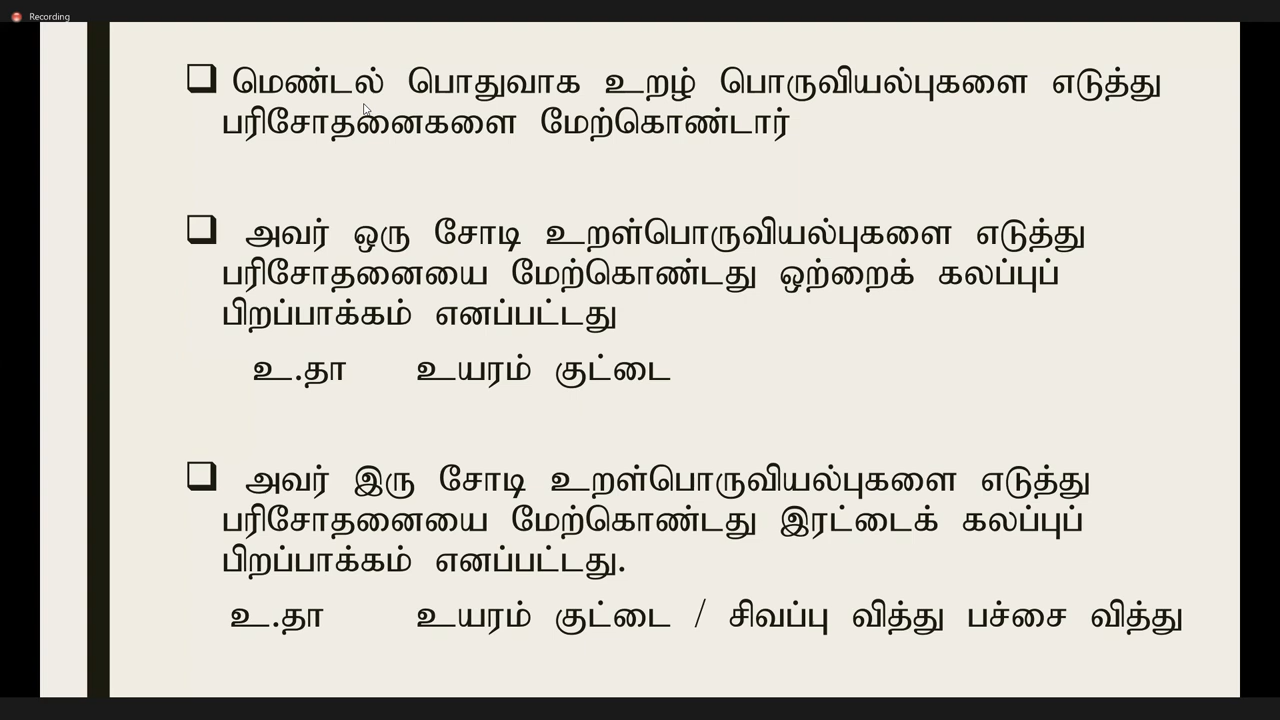 Recording
❑ மெண்டல் பொதுவாக உறழ் பொருவியல்புகளை எடுத்து
பரிசோதனைகளை மேற்கொண்டார்
❑ அவர் ஒரு சோடி உறள்பொருவியல்புகளை எடுத்து
பரிசோதனையை மேற்கொண்டது ஒற்றைக் கலப்புப்
பிறப்பாக்கம் எனப்பட்டது
உ.தா உயரம் குட்டை
❑ அவர் இரு சோடி உறள்பொருவியல்புகளை எடுத்து
பரிசோதனையை மேற்கொண்டது இரட்டைக் கலப்புப்
பிறப்பாக்கம் எனப்பட்டது.
உ.தா உயரம் குட்டை / சிவப்பு வித்து பச்சை வித்து